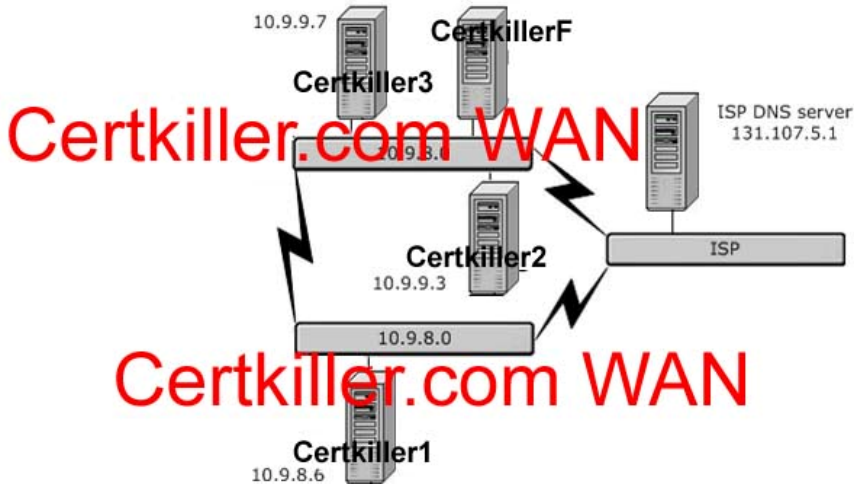 10.9.9.7
CertkillerF
Certkiller3
ISP DNS server
131.107.5.1
Certkiller.com WAN
10.9.8.0
Certkiller2
ISP
10.9.9.3
10.9.8.0
Certkiller.com WAN
Certkiller1
10.9.8.6